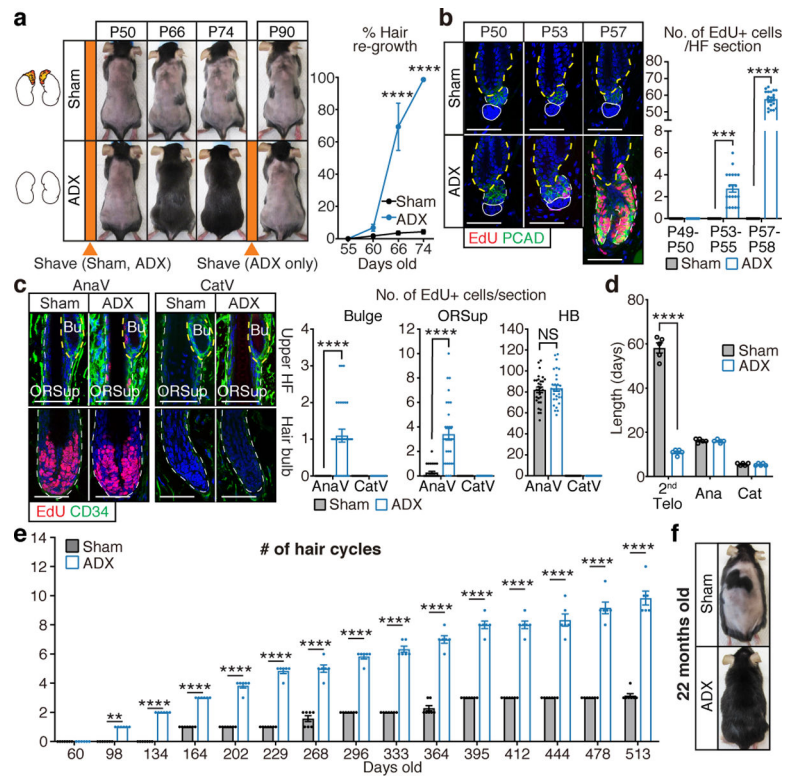 a
P50 P66 P74 P90
Sham
ADX
Shave (Sham, ADX)
Shave (ADX only)
% Hair
re-growth
100
80
60
40
20
0
****
****
Sham
ADX
55 60 66 74
Days old
b
P50 P53 P57
Sham
ADX
EdU PCAD
No. of EdU+ cells
/HF section
80
70
60
50
6
4
2
0
***
****
P49-
P50
P53-
P55
P57-
P58
Sham ADX
c
AnaV CatV
Sham ADX Sham ADX
Bu Bu
ORSup ORSup
Upper HF
Hair bulb
EdU CD34
No. of EdU+ cells/section
Bulge
4
3
2
1
0
****
AnaV CatV
ORSup
12
10
8
6
4
2
0
****
AnaV CatV
HB
140
120
100
80
60
40
20
0
NS
AnaV CatV
Sham ADX
d
Length (days)
80
60
40
20
0
****
Sham
ADX
2nd
Telo
Ana Cat
e
# of hair cycles
Sham
ADX
14
12
10
8
6
4
2
0
** **** **** **** **** **** **** **** **** **** **** **** **** ****
60 98 134 164 202 229 268 296 333 364 395 412 444 478 513
Days old
f
22 months old
Sham
ADX